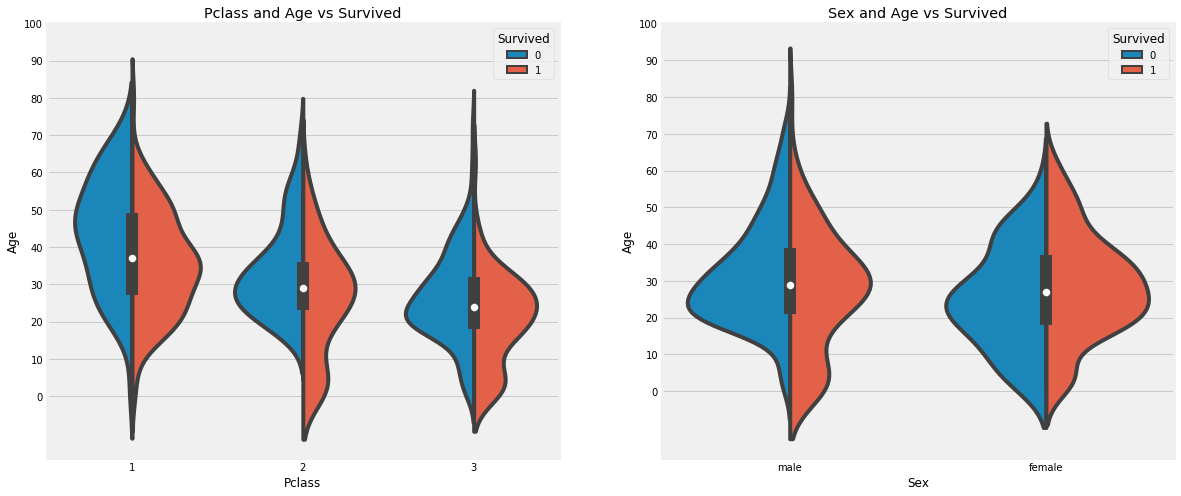 Pclass and Age vs Survived
100
90
80
70
60
50
40
30
20
10
0
Age
Survived
0
1
1 2 3
Pclass
Sex and Age vs Survived
100
90
80
70
60
50
40
30
20
10
0
Age
Survived
0
1
male female
Sex